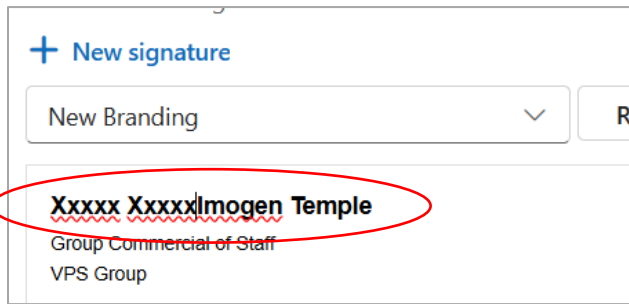 + New signature
New Branding
R
Xxxxx XxxxxImogen Temple
Group Commercial of Staff
VPS Group